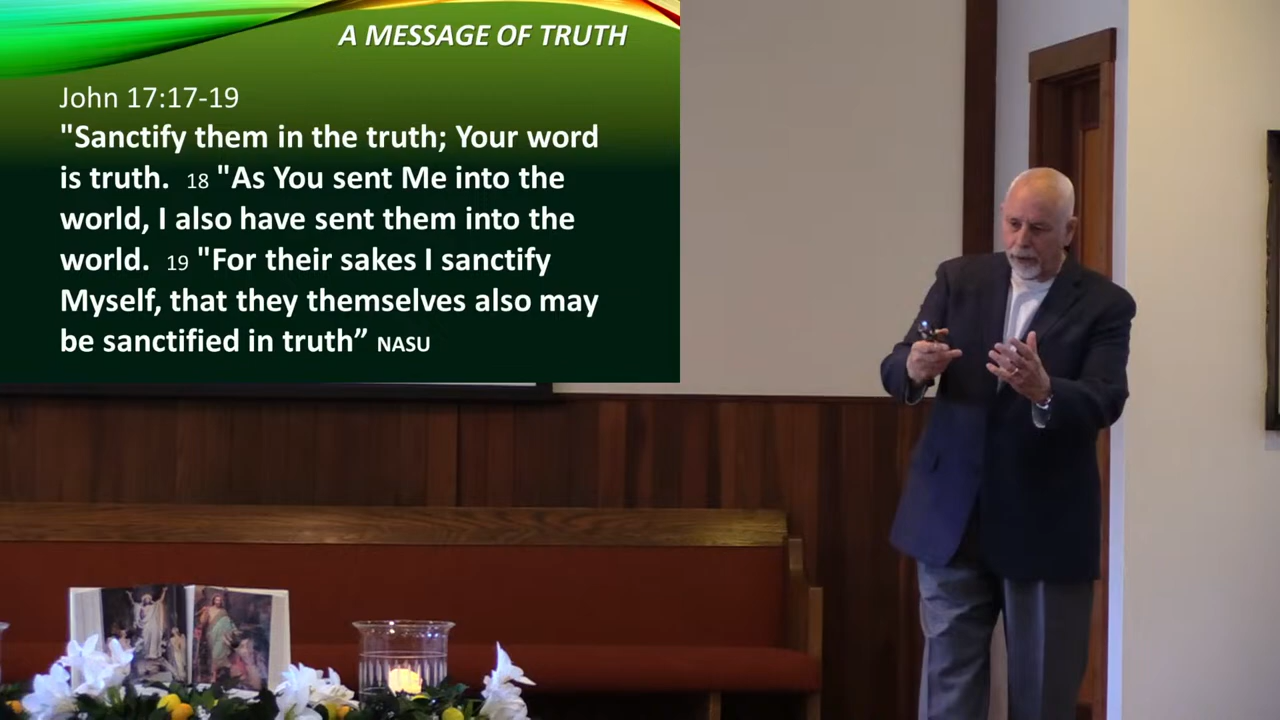 A MESSAGE OF TRUTH
John 17:17-19
"Sanctify them in the truth; Your word
is truth. 18 "As You sent Me into the
world, I also have sent them into the
world. 19 "For their sakes I sanctify
Myself, that they themselves also may
be sanctified in truth” NASU